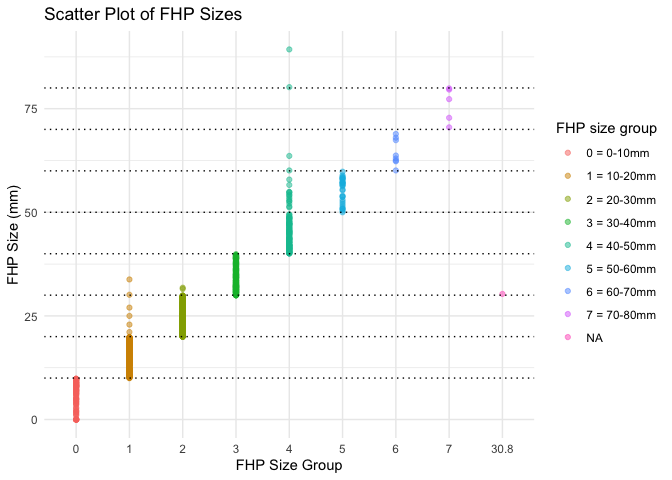 Scatter Plot of FHP Sizes
FHP Size (mm)
75
50
25
0
0 1 2 3 4 5 6 7 30.8
FHP Size Group
FHP size group
0 = 0-10mm
1 = 10-20mm
2 = 20-30mm
3 = 30-40mm
4 = 40-50mm
5 = 50-60mm
6 = 60-70mm
7 = 70-80mm
NA